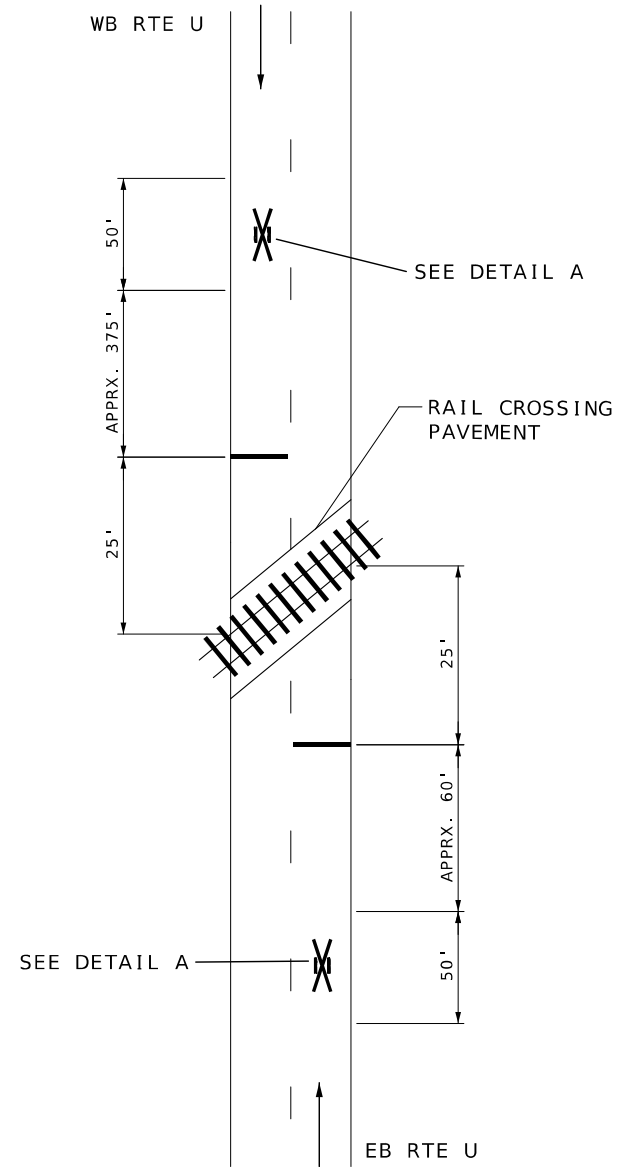 WB RTE U
50'
SEE DETAIL A
APPRX. 375'
RAIL CROSSING
PAVEMENT
25'
25'
APPRX. 60'
SEE DETAIL A
50'
EB RTE U